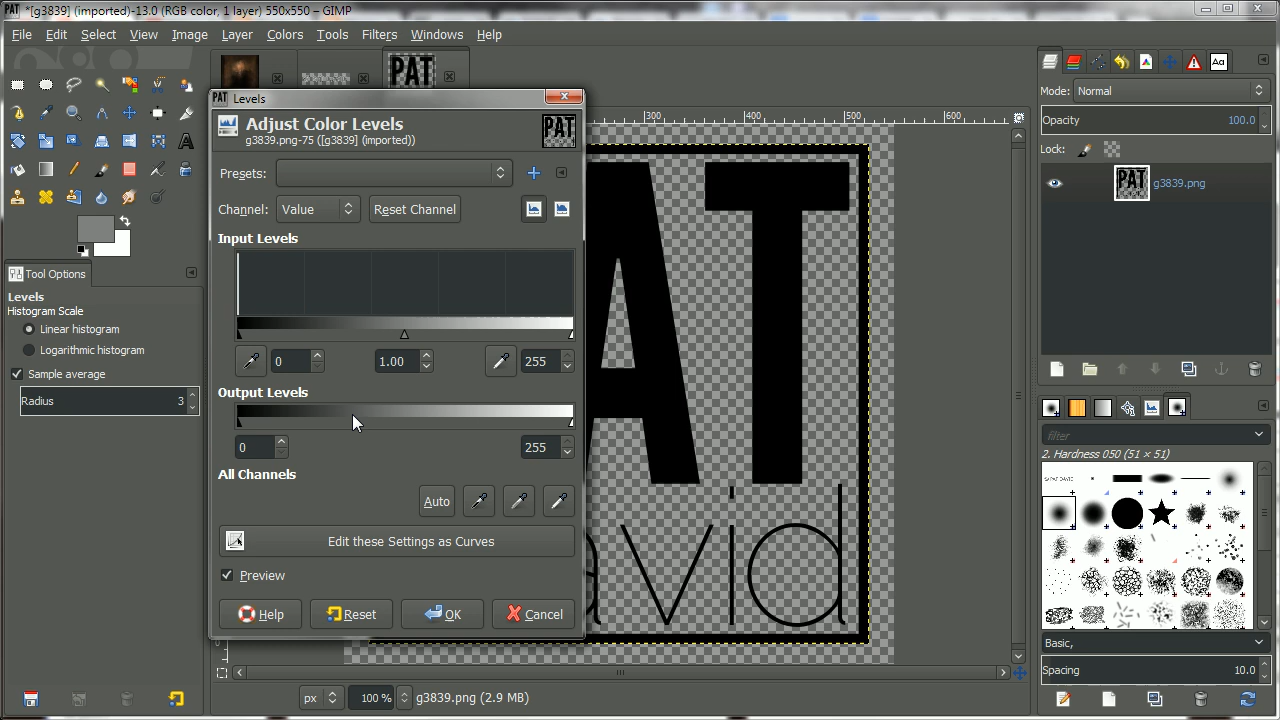 *[g3839] (imported)-13.0 (RGB color, 1 layer) 550x550 – GIMP
File Edit Select View Image Layer Colors Tools Filters Windows Help
PAT
Levels
Adjust Color Levels
g3839.png-73 ([g3839] (imported))
Presets:
Channel: Value Reset Channel
Input Levels
0 1.00 255
Output Levels
0 255
All Channels
Auto
Edit these Settings as Curves
Preview
Help Reset OK Cancel
Tool Options
Levels
Histogram Scale
Linear histogram
Logarithmic histogram
Sample average
Radius 3
300 400 500 600
AT
vid
px 100 % g3839.png (2.9 MB)
Mode: Normal
Opacity 100.0
Lock:
g3839.png
filter
2. Hardness 050 (51 × 51)
Basic,
Spacing 10.0